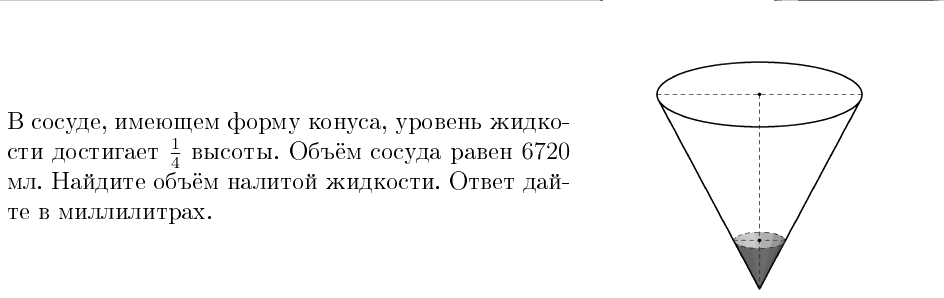 В сосуде, имеющем форму конуса, уровень жидко-
сти достигает 1/4 высоты. Объём сосуда равен 6720
мл. Найдите объём налитой жидкости. Ответ дай-
те в миллилитрах.